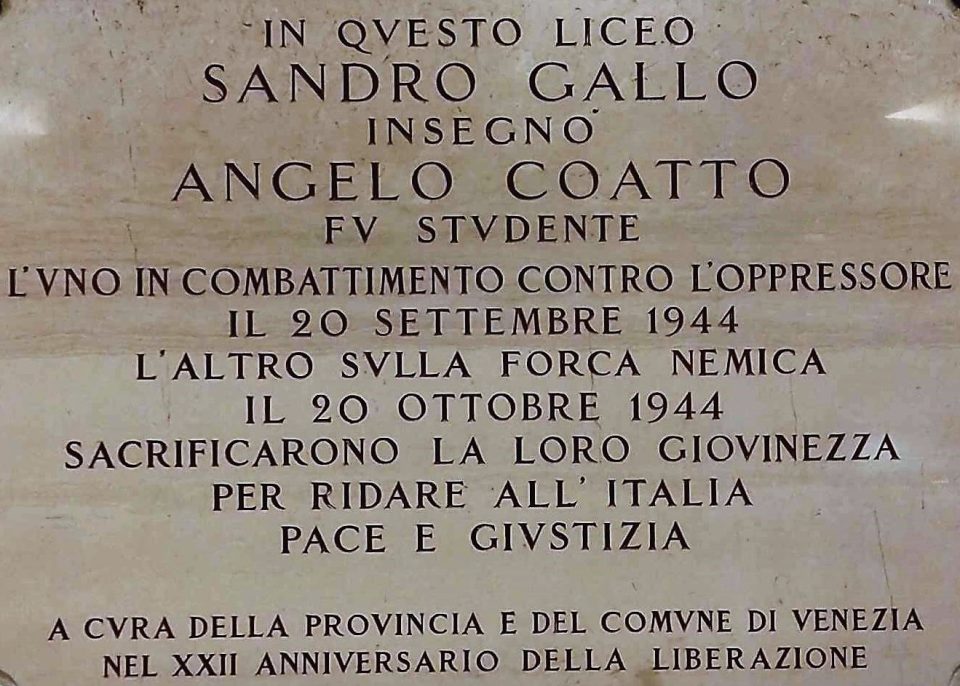 IN QVESTO LICEO
SANDRO GALLO
INSEGNÒ
ANGELO COATTO
FV STVDENTE
L'VNO IN COMBATTIMENTO CONTRO L'OPPRESSORE
IL 20 SETTEMBRE 1944
L'ALTRO SVLLA FORCA NEMICA
IL 20 OTTOBRE 1944
SACRIFICARONO LA LORO GIOVINEZZA
PER RIDARE ALL' ITALIA
PACE E GIVSTIZIA
A CVRA DELLA PROVINCIA E DEL COMVNE DI VENEZIA
NEL XXII ANNIVERSARIO DELLA LIBERAZIONE